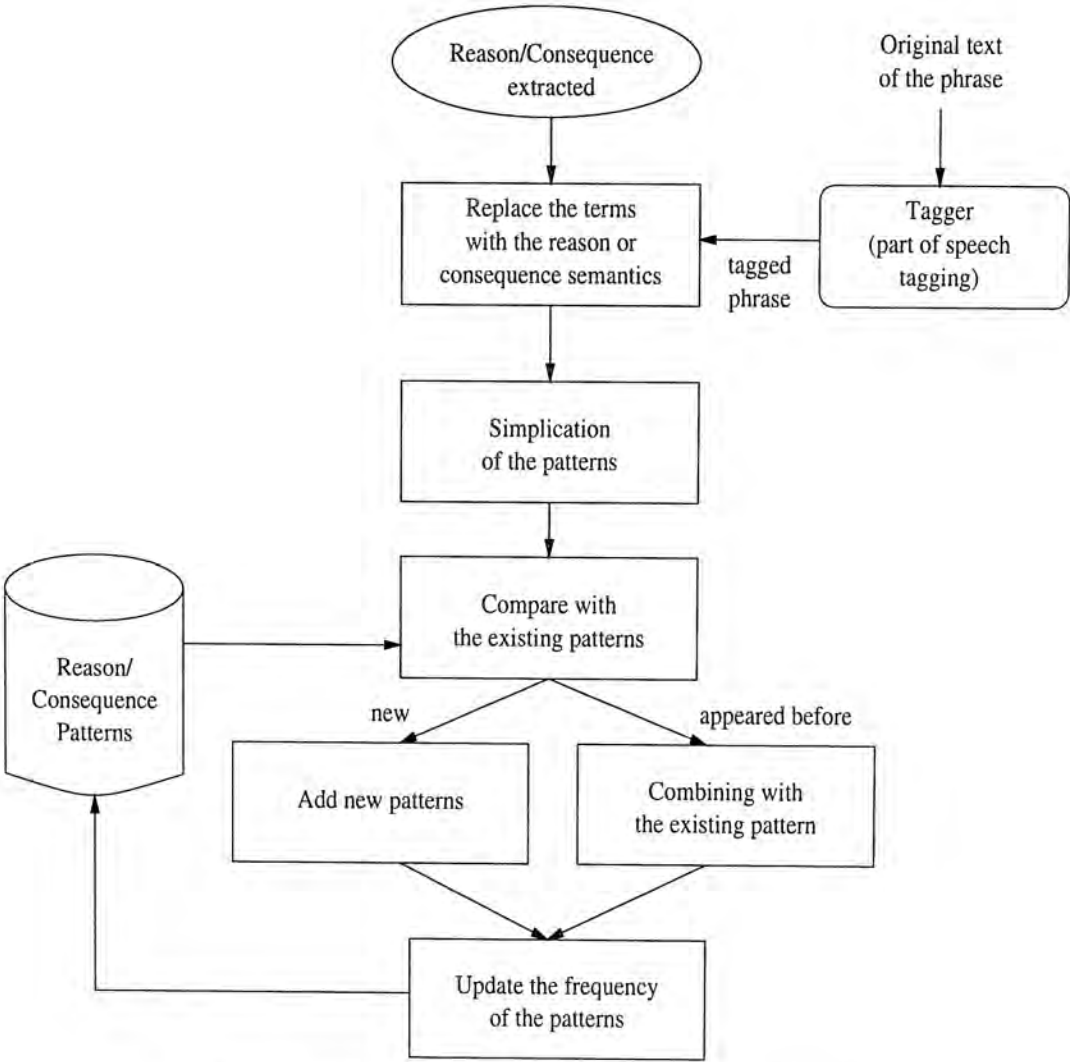 Reason/Consequence
extracted
Original text
of the phrase
Replace the terms
with the reason or
consequence semantics
tagged
phrase
Tagger
(part of speech
tagging)
Simplication
of the patterns
Compare with
the existing patterns
Reason/
Consequence
Patterns
new
appeared before
Add new patterns
Combining with
the existing pattern
Update the frequency
of the patterns